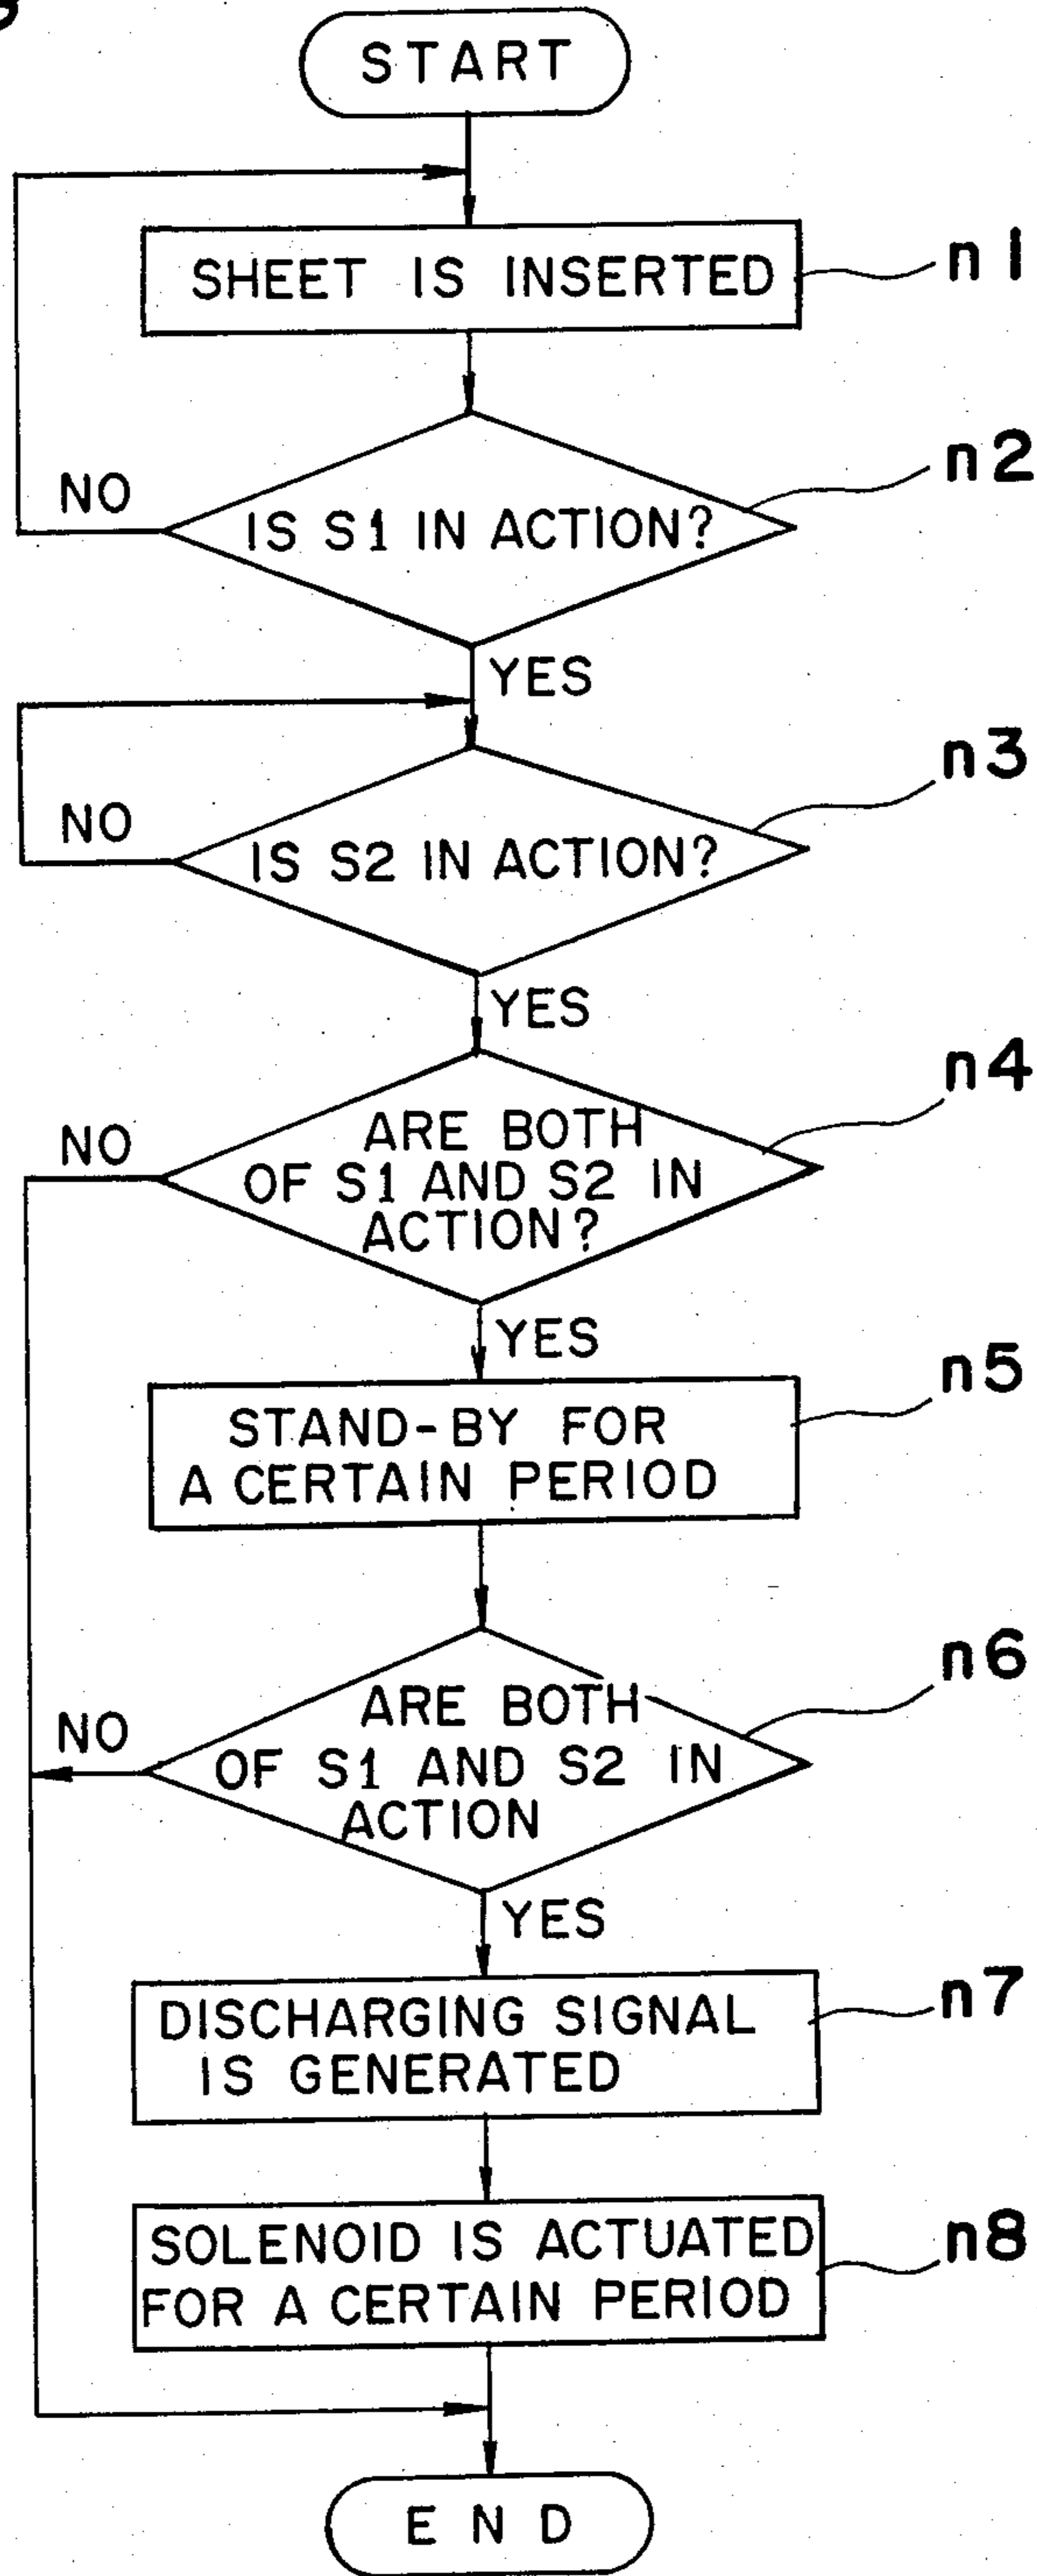 START
SHEET IS INSERTED
n1
NO
IS S1 IN ACTION?
n2
YES
NO
IS S2 IN ACTION?
n3
YES
NO
ARE BOTH
OF S1 AND S2 IN
ACTION?
n4
YES
STAND-BY FOR
A CERTAIN PERIOD
n5
NO
ARE BOTH
OF S1 AND S2 IN
ACTION
n6
YES
DISCHARGING SIGNAL
IS GENERATED
n7
SOLENOID IS ACTUATED
FOR A CERTAIN PERIOD
n8
END